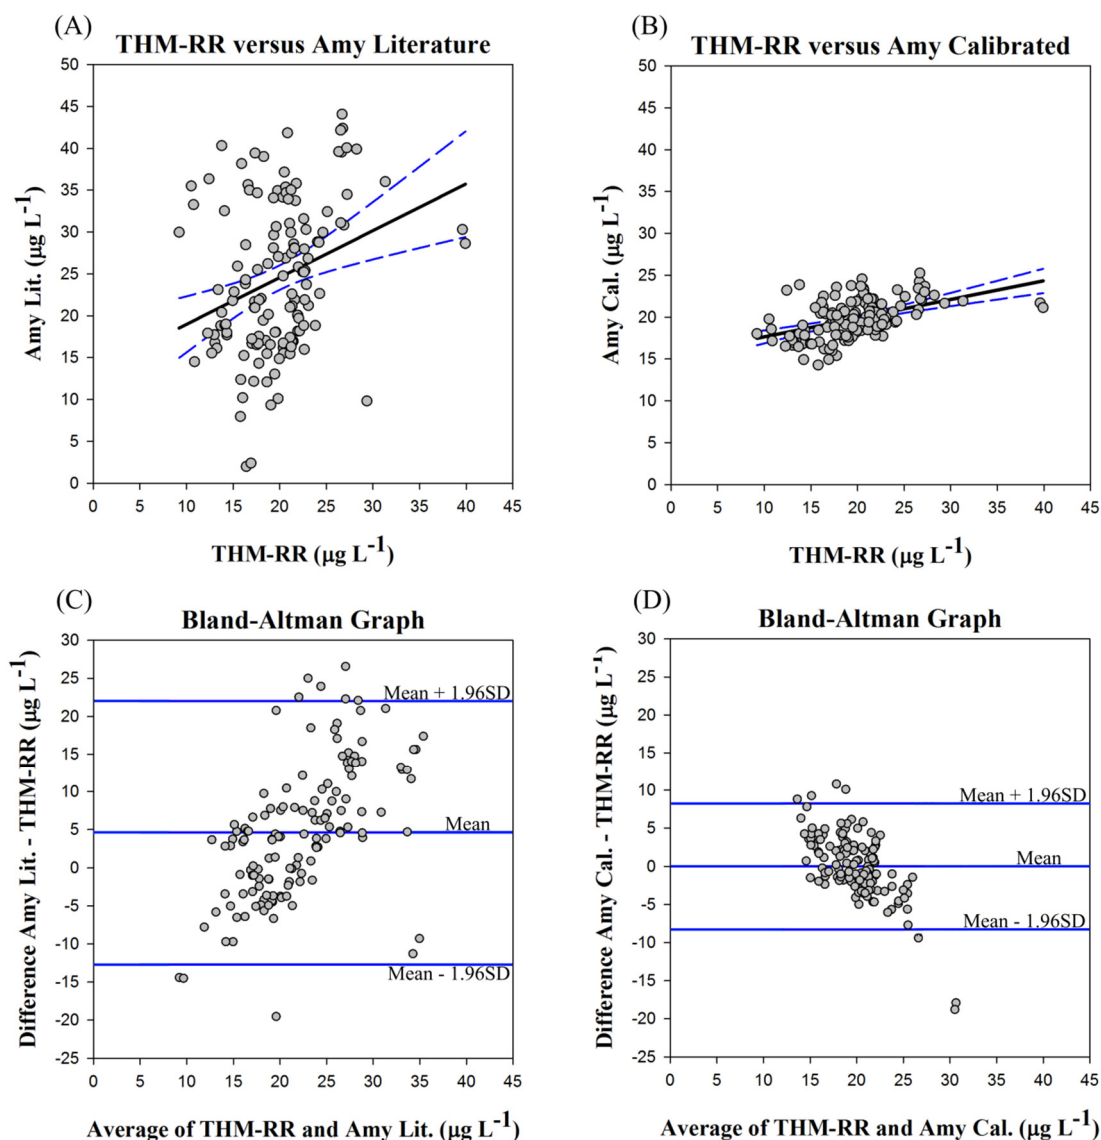 (A)
THM-RR versus Amy Literature
50
45
40
35
30
25
20
15
10
5
0
Amy Lit. (µg L-1)
0 5 10 15 20 25 30 35 40 45
THM-RR (µg L-1)
(B)
THM-RR versus Amy Calibrated
50
45
40
35
30
25
20
15
10
5
0
Amy Cal. (µg L-1)
0 5 10 15 20 25 30 35 40 45
THM-RR (µg L-1)
(C)
Bland-Altman Graph
30
25
20
15
10
5
0
-5
-10
-15
-20
-25
Difference Amy Lit. - THM-RR (µg L-1)
Mean + 1.96SD
Mean
Mean - 1.96SD
0 5 10 15 20 25 30 35 40 45
Average of THM-RR and Amy Lit. (µg L-1)
(D)
Bland-Altman Graph
30
25
20
15
10
5
0
-5
-10
-15
-20
-25
Difference Amy Cal. - THM-RR (µg L-1)
Mean + 1.96SD
Mean
Mean - 1.96SD
0 5 10 15 20 25 30 35 40 45
Average of THM-RR and Amy Cal. (µg L-1)